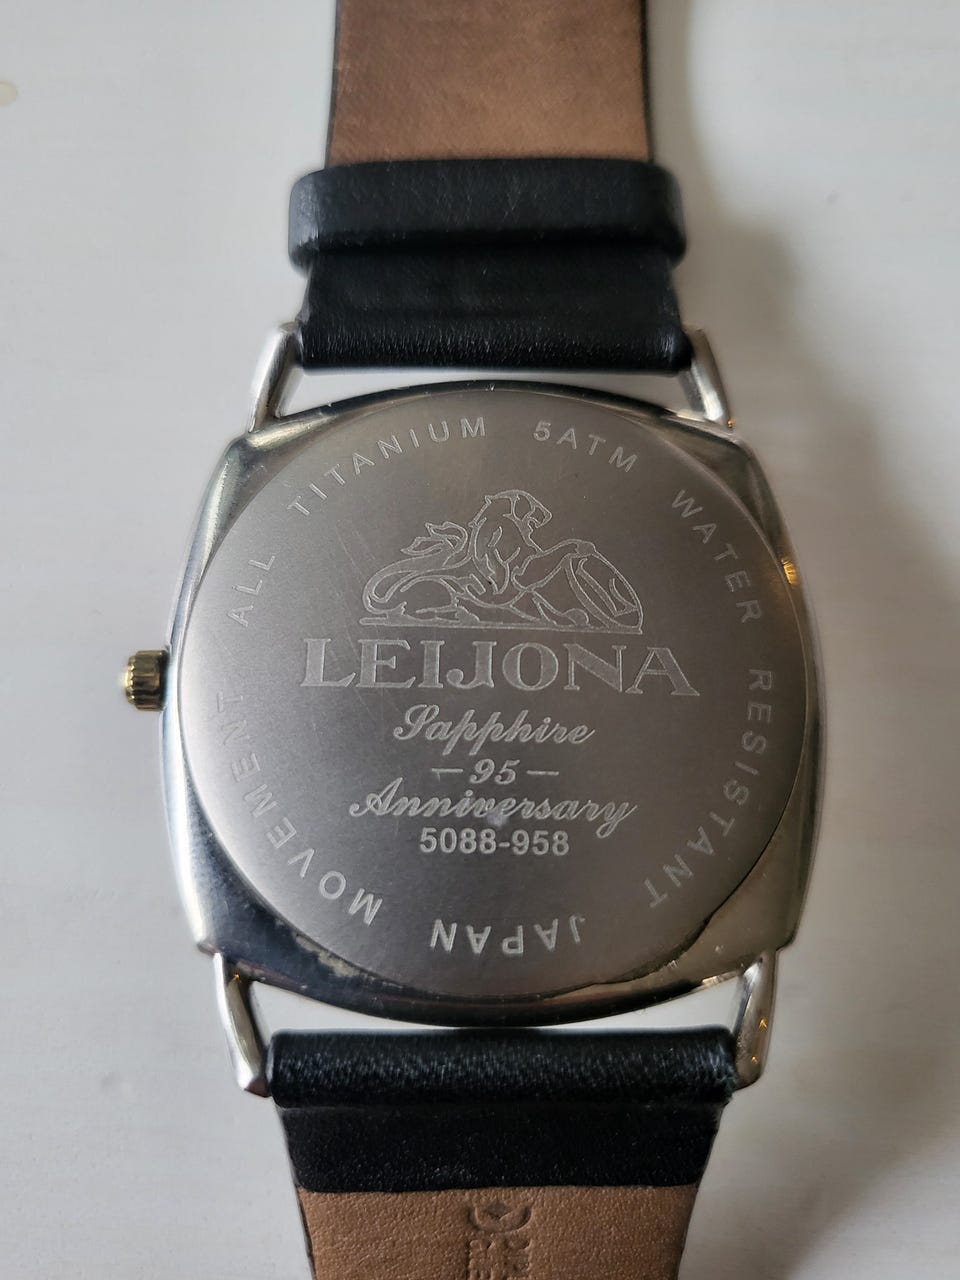 ALL TITANIUM 5ATM WATER RESISTANT JAPAN MOVEMENT
LEIJONA
Sapphire
-95-
Anniversary
5088-958